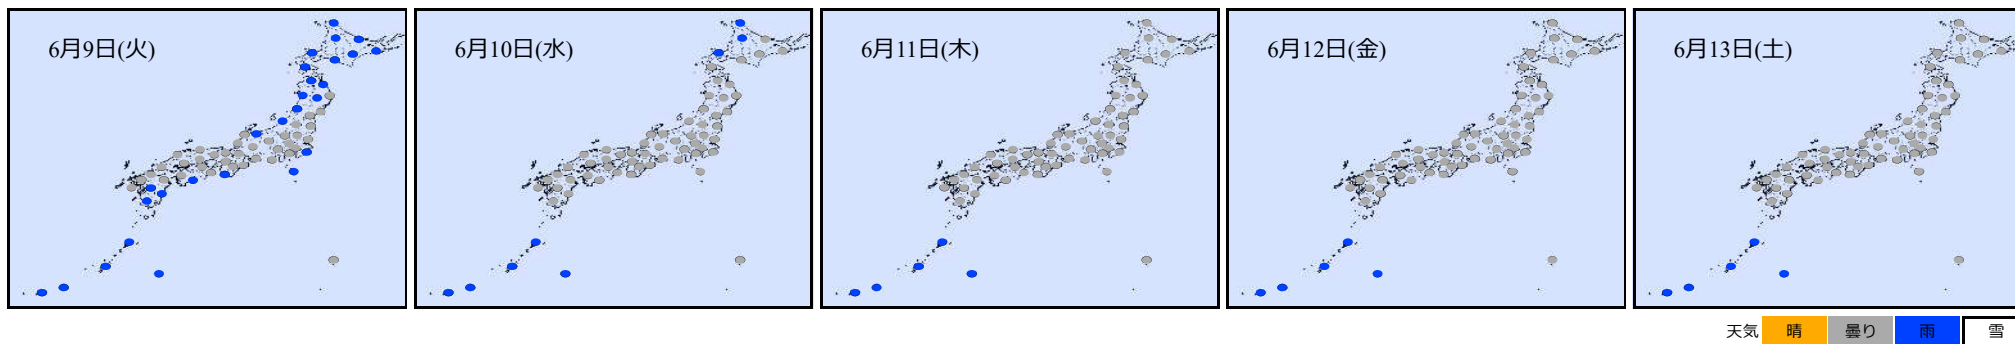 6月9日(火)
6月10日(水)
6月11日(木)
6月12日(金)
6月13日(土)
天気 晴 曇り 雨 雪